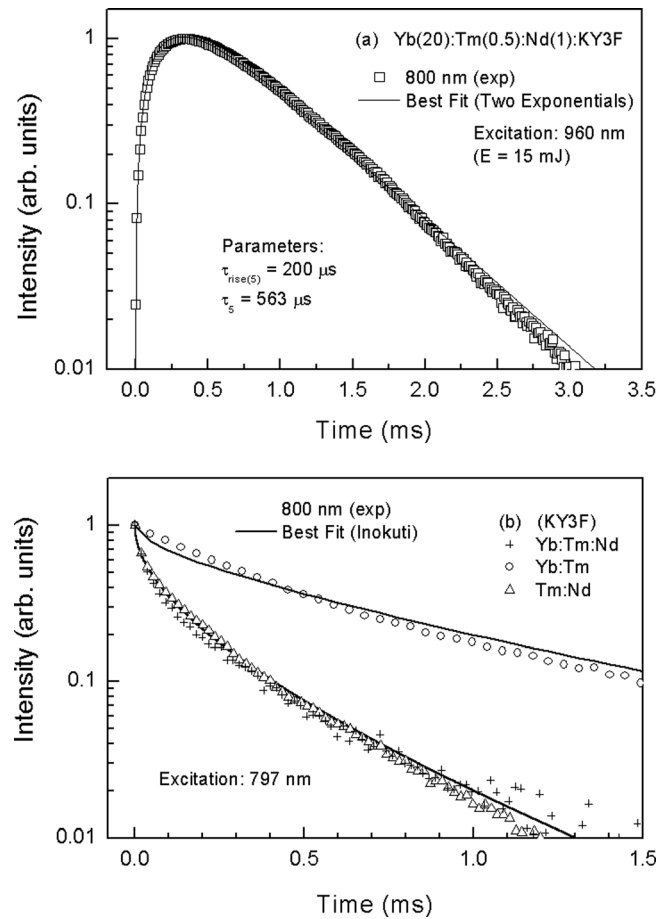 (a) Yb(20):Tm(0.5):Nd(1):KY3F
800 nm (exp)
Best Fit (Two Exponentials)
Excitation: 960 nm
(E = 15 mJ)
Parameters:
τrise(5) = 200 μs
τ5 = 563 μs
Intensity (arb. units)
1
0.1
0.01
0.0 0.5 1.0 1.5 2.0 2.5 3.0 3.5
Time (ms)
800 nm (exp)
Best Fit (Inokuti)
(b) (KY3F)
Yb:Tm:Nd
Yb:Tm
Tm:Nd
Excitation: 797 nm
Intensity (arb. units)
1
0.1
0.01
0.0 0.5 1.0 1.5
Time (ms)